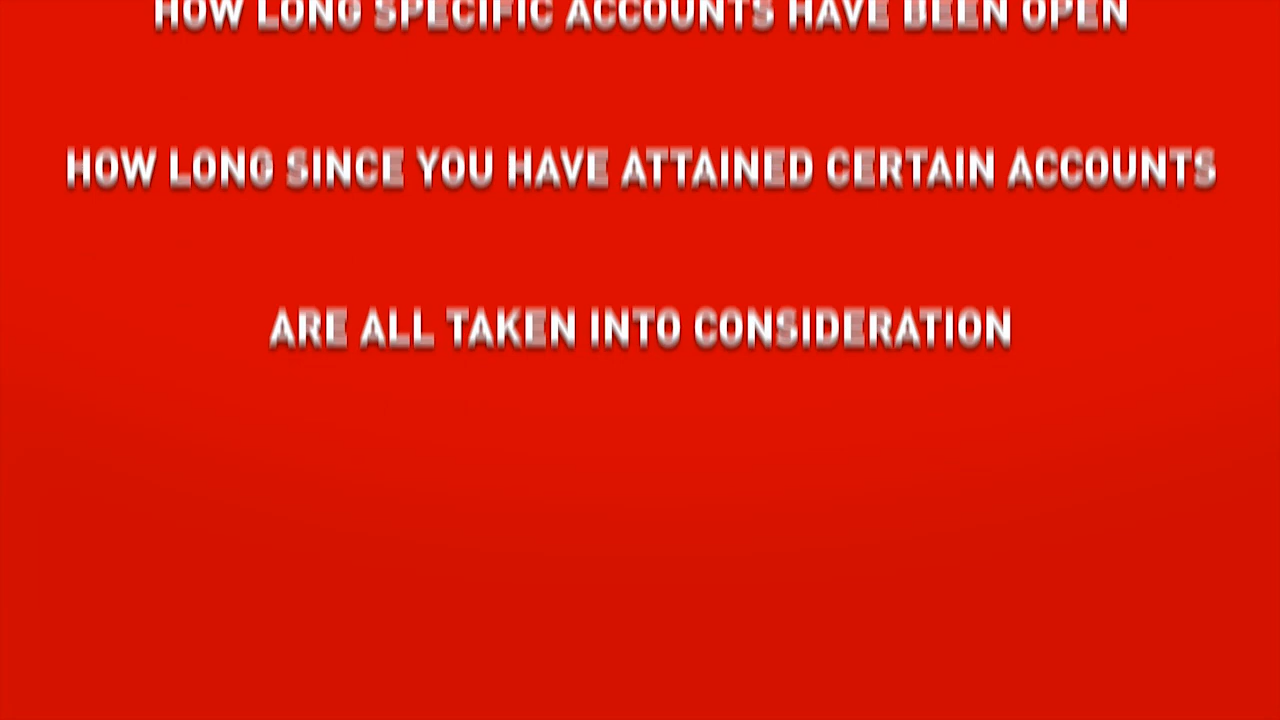 HOW LONG SPECIFIC ACCOUNTS HAVE BEEN OPEN
HOW LONG SINCE YOU HAVE ATTAINED CERTAIN ACCOUNTS
ARE ALL TAKEN INTO CONSIDERATION